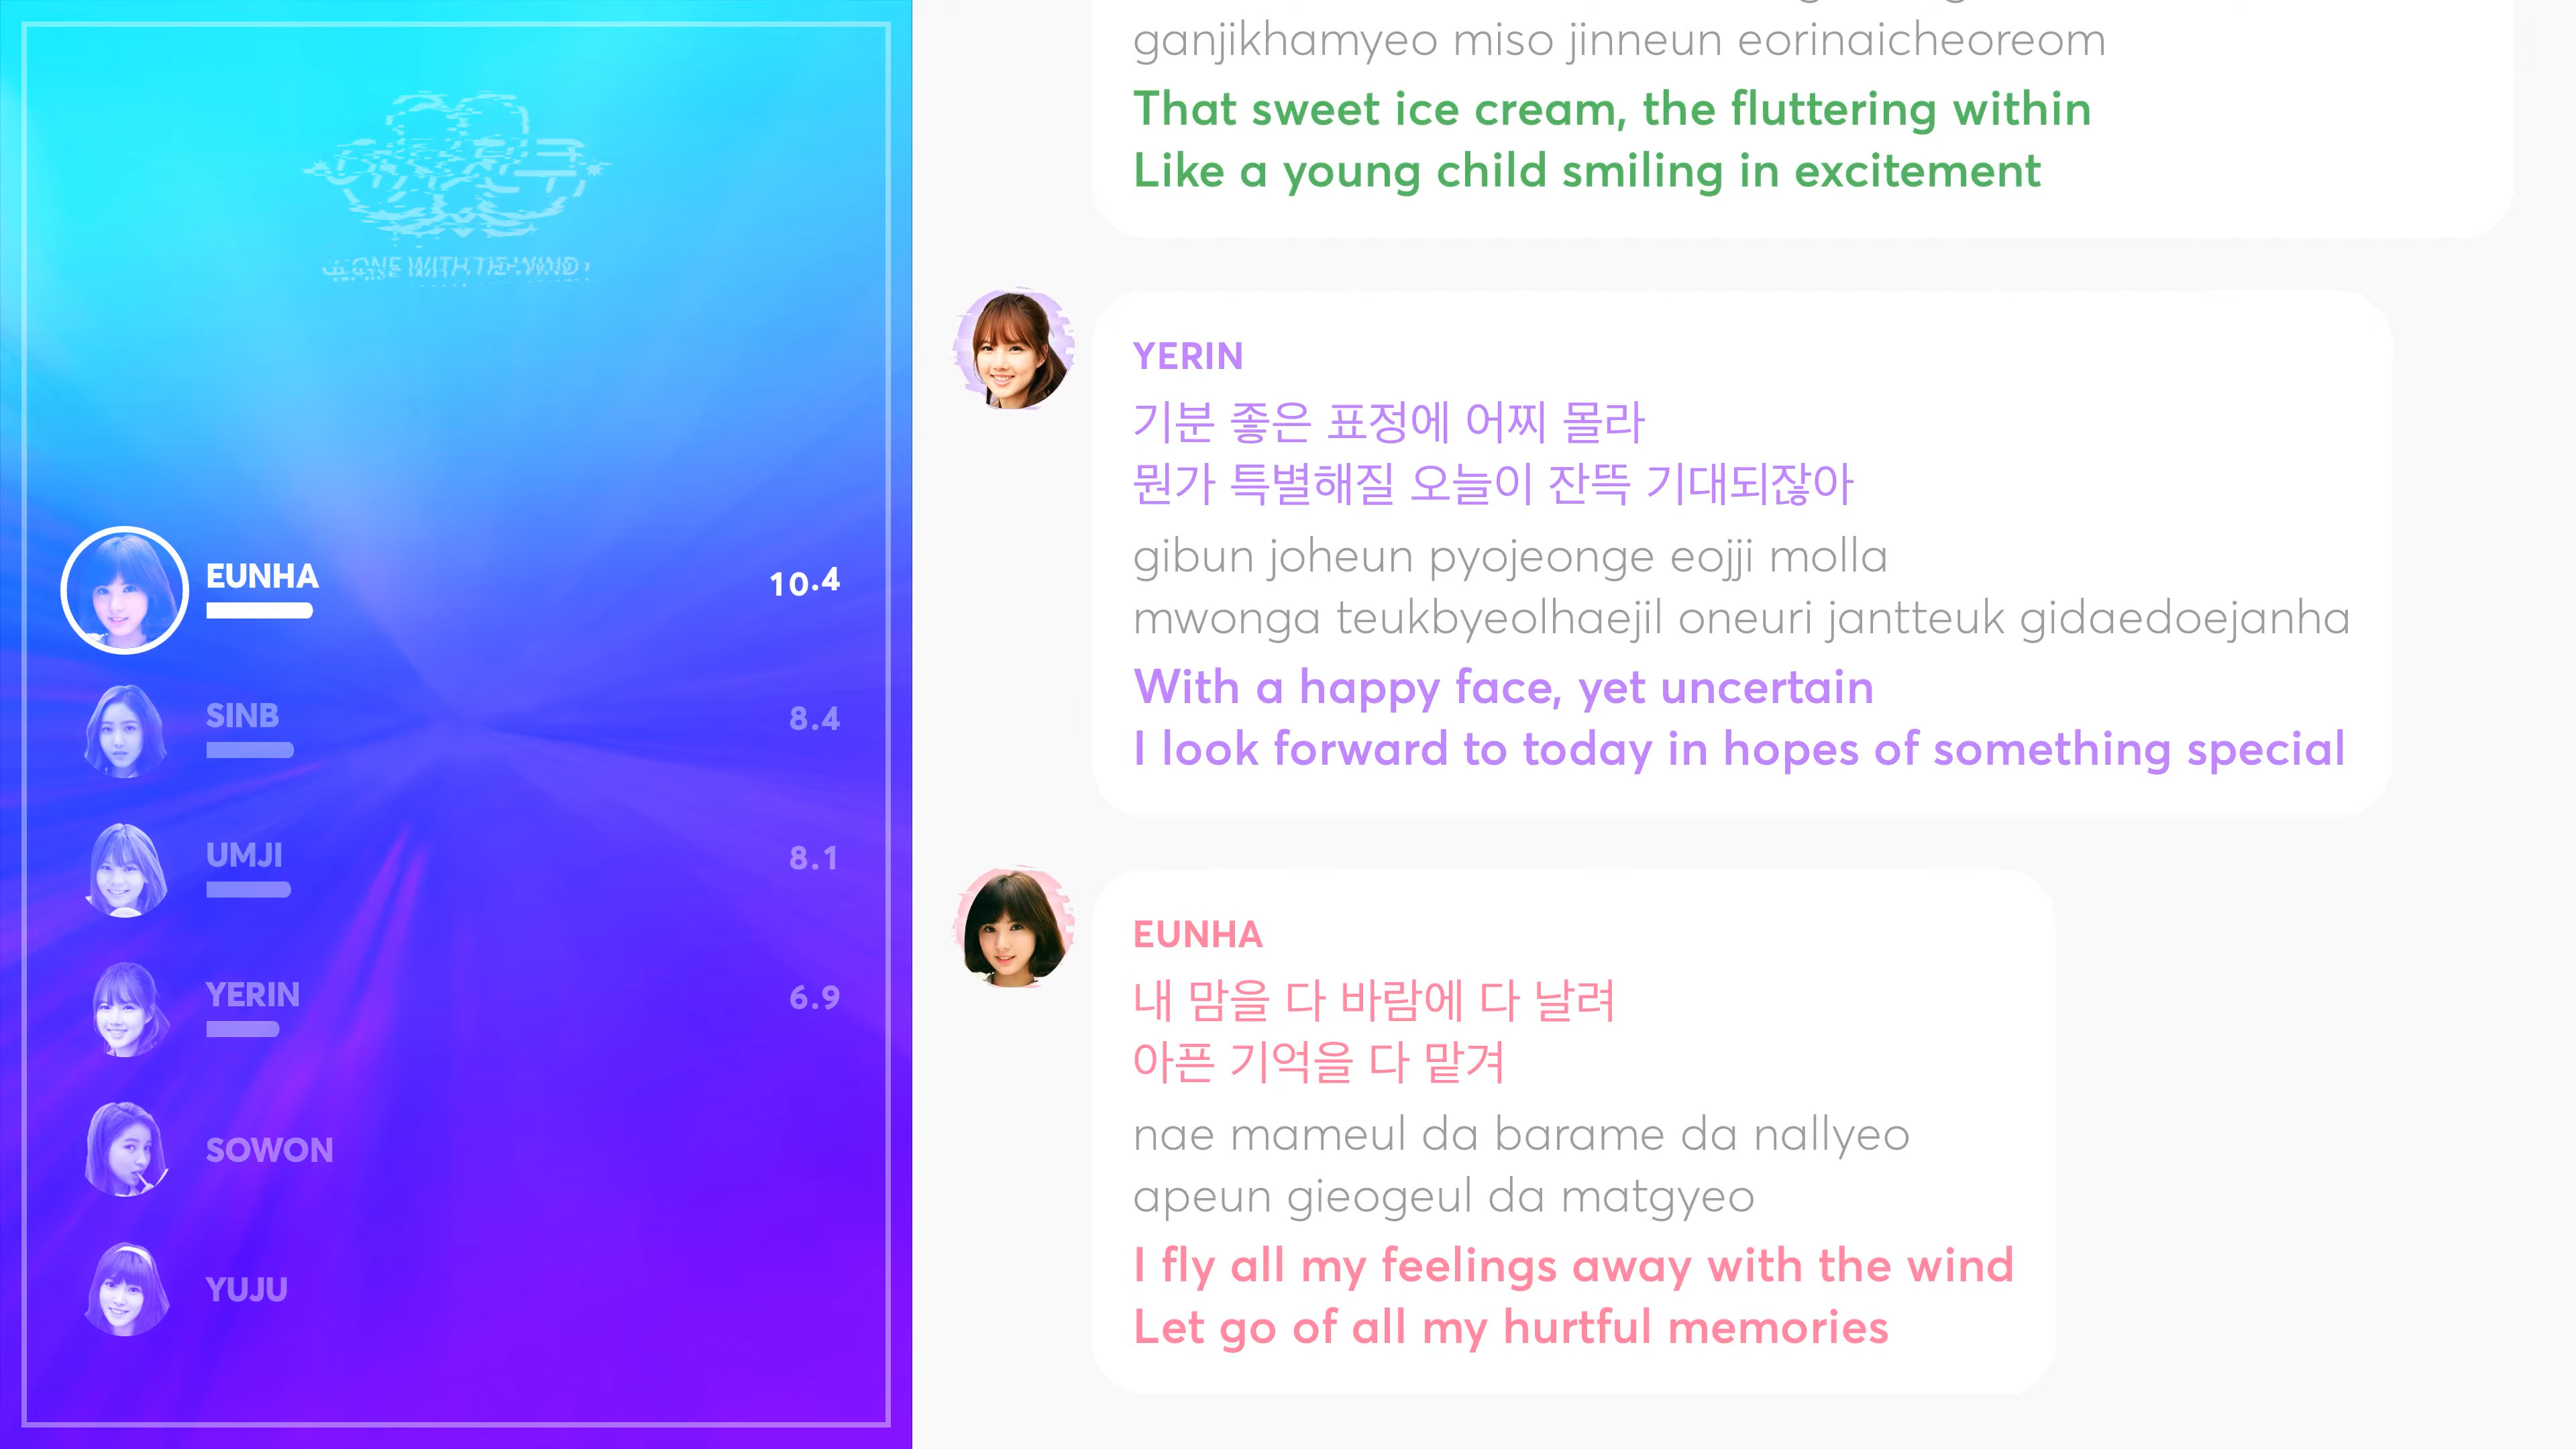 GONE WITH THE WIND
EUNHA
10.4
SINB
8.4
UMJI
8.1
YERIN
6.9
SOWON
YUJU
ganjikhamyeo miso jinneun eorinaicheoreom
That sweet ice cream, the fluttering within
Like a young child smiling in excitement
YERIN
기분 좋은 표정에 어찌 몰라
뭔가 특별해질 오늘이 잔뜩 기대되잖아
gibun joheun pyojeonge eojji molla
mwonga teukbyeolhaejil oneuri jantteuk gidaedoejanha
With a happy face, yet uncertain
I look forward to today in hopes of something special
EUNHA
내 맘을 다 바람에 다 날려
아픈 기억을 다 맡겨
nae mameul da barame da nallyeo
apeun gieogeul da matgyeo
I fly all my feelings away with the wind
Let go of all my hurtful memories